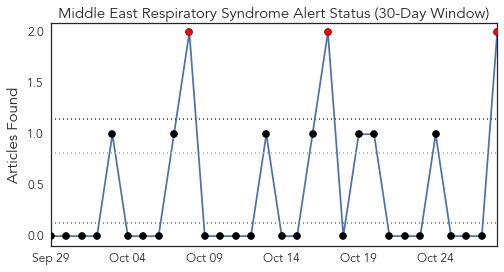 Middle East Respiratory Syndrome Alert Status (30-Day Window)
Articles Found
2.0
1.5
1.0
0.5
0.0
Sep 29 Oct 04 Oct 09 Oct 14 Oct 19 Oct 24